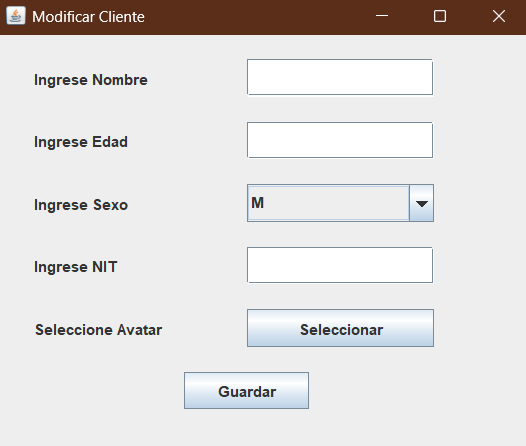 Modificar Cliente
Ingrese Nombre
Ingrese Edad
Ingrese Sexo M
Ingrese NIT
Seleccione Avatar Seleccionar
Guardar